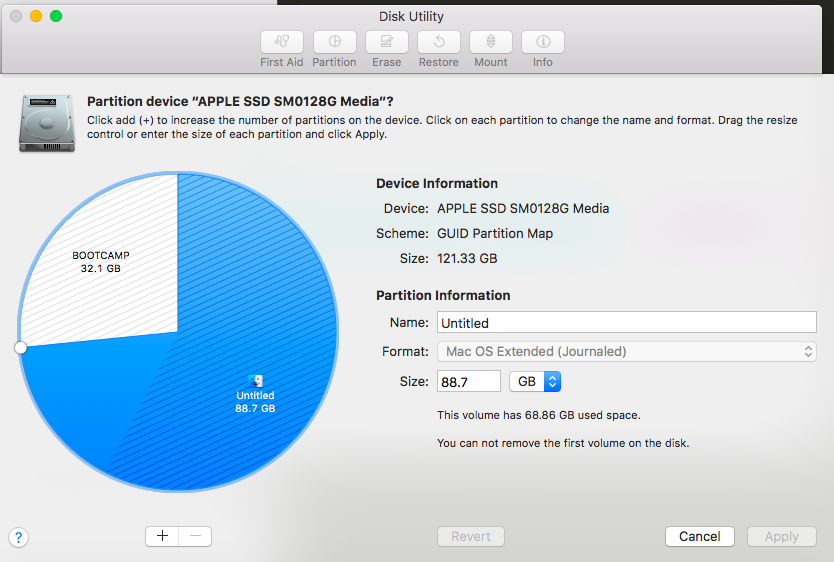 Disk Utility
First Aid Partition Erase Restore Mount Info
Partition device “APPLE SSD SM0128G Media”?
Click add (+) to increase the number of partitions on the device. Click on each partition to change the name and format. Drag the resize
control or enter the size of each partition and click Apply.
BOOTCAMP
32.1 GB
Untitled
88.7 GB
Device Information
Device: APPLE SSD SM0128G Media
Scheme: GUID Partition Map
Size: 121.33 GB
Partition Information
Name: Untitled
Format: Mac OS Extended (Journaled)
Size: 88.7 GB
This volume has 68.86 GB used space.
You can not remove the first volume on the disk.
? + − Revert Cancel Apply